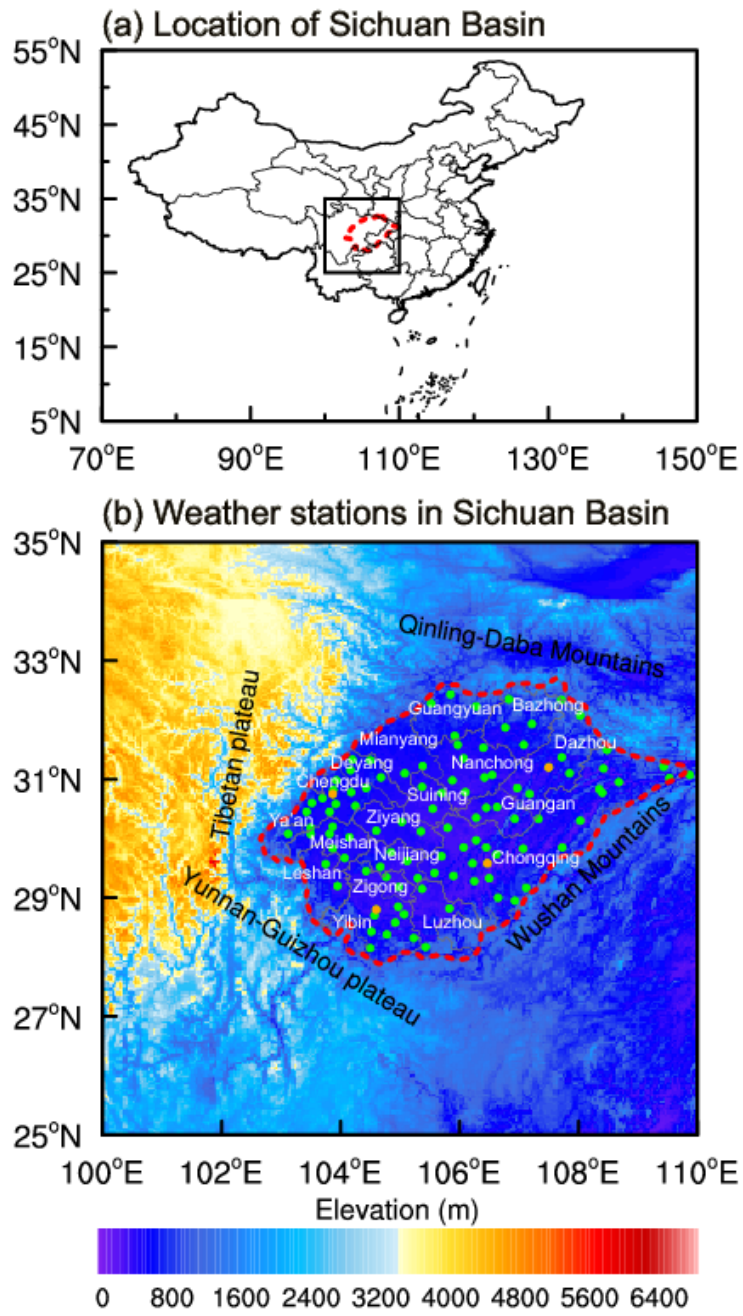 (a) Location of Sichuan Basin
55°N
45°N
35°N
25°N
15°N
5°N
70°E 90°E 110°E 130°E 150°E
(b) Weather stations in Sichuan Basin
35°N
33°N
31°N
29°N
27°N
25°N
Qinling-Daba Mountains
Tibetan plateau
Guangyuan Bazhong
Mianyang Dazhou
Deyang Nanchong
Chengdu Suining Guangan
Ya'an Ziyang
Meishan Neijiang Chongqing
Leshan Zigong
Yibin Luzhou
Wushan Mountains
Yunnan-Guizhou plateau
100°E 102°E 104°E 106°E 108°E 110°E
Elevation (m)
0 800 1600 2400 3200 4000 4800 5600 6400